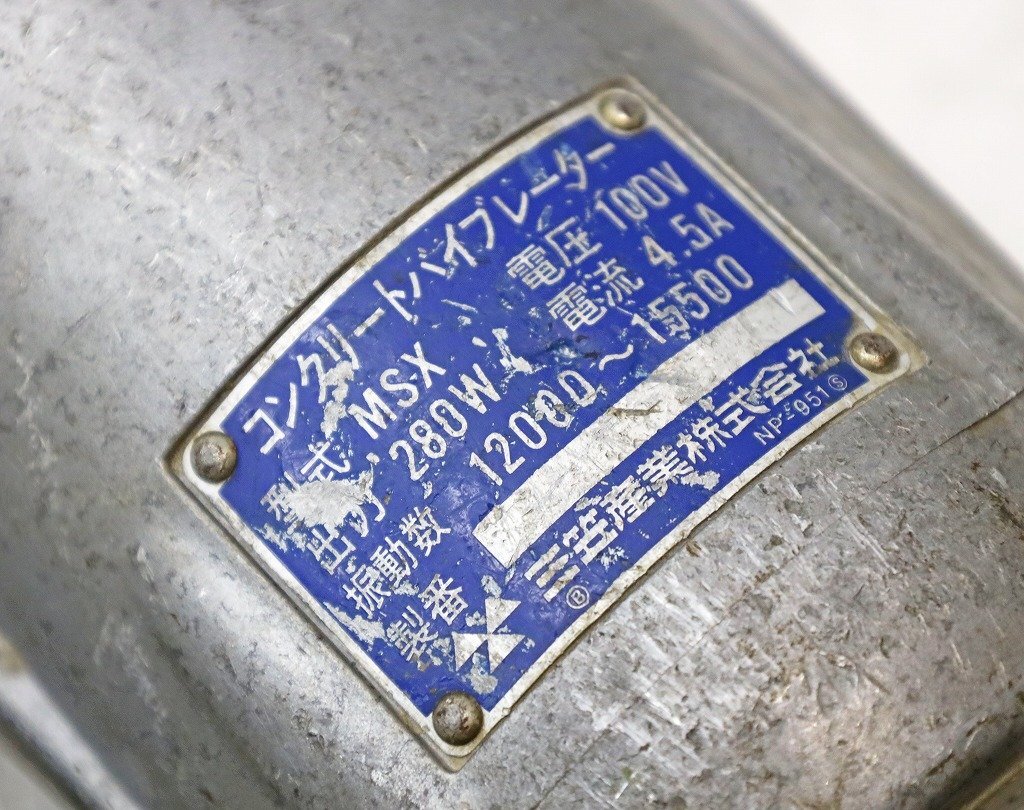 コンクリートバイブレーター
型式 MSX 電圧 100V
出力 280W 電流 4.5A
振動数 12000～15500
製番
三笠産業株式会社
Ⓑ NP-951Ⓢ